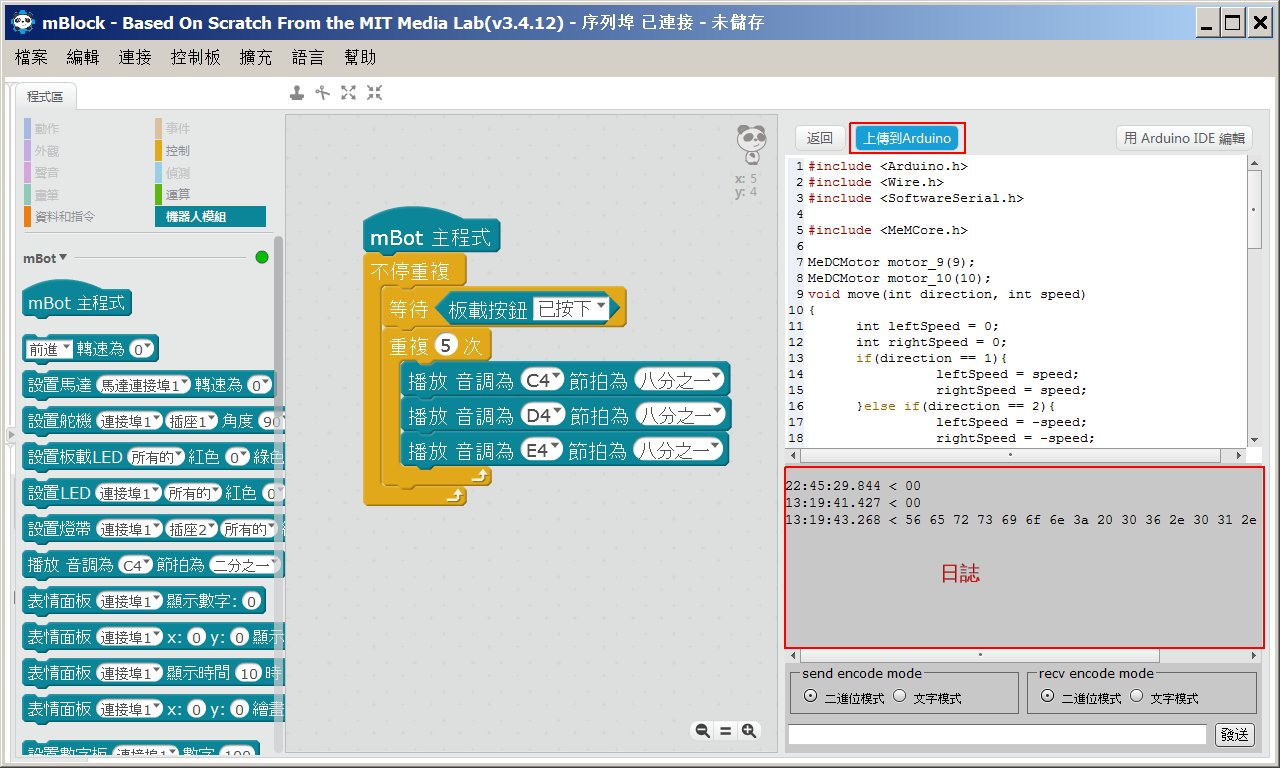 mBlock - Based On Scratch From the MIT Media Lab(v3.4.12) - 序列埠 已連接 - 未儲存
檔案 編輯 連接 控制板 擴充 語言 幫助
程式區
動作 事件
外觀 控制
聲音 偵測
畫筆 運算
資料和指令 機器人模組
mBot
mBot 主程式
前進 轉速為 0
設置馬達 馬達連接埠1 轉速為 0
設置舵機 連接埠1 插座1 角度 90
設置板載LED 所有的 紅色 0 綠色
設置LED 連接埠1 所有的 紅色 0
設置燈帶 連接埠1 插座2 所有的
播放 音調為 C4 節拍為 二分之一
表情面板 連接埠1 顯示數字: 0
表情面板 連接埠1 x: 0 y: 0 顯示
表情面板 連接埠1 顯示時間 10 時
表情面板 連接埠1 x: 0 y: 0 繪畫
設置數字板 連接埠1 數字 100
x: 5
y: 4
mBot 主程式
不停重複
等待 板載按鈕 已按下
重複 5 次
播放 音調為 C4 節拍為 八分之一
播放 音調為 D4 節拍為 八分之一
播放 音調為 E4 節拍為 八分之一
返回 上傳到Arduino 用 Arduino IDE 編輯
1 #include <Arduino.h>
2 #include <Wire.h>
3 #include <SoftwareSerial.h>
4
5 #include <MeMCore.h>
6
7 MeDCMotor motor_9(9);
8 MeDCMotor motor_10(10);
9 void move(int direction, int speed)
10 {
11 int leftSpeed = 0;
12 int rightSpeed = 0;
13 if(direction == 1){
14 leftSpeed = speed;
15 rightSpeed = speed;
16 }else if(direction == 2){
17 leftSpeed = -speed;
18 rightSpeed = -speed;
22:45:29.844 < 00
13:19:41.427 < 00
13:19:43.268 < 56 65 72 73 69 6f 6e 3a 20 30 36 2e 30 31 2e
日誌
send encode mode recv encode mode
二進位模式 文字模式 二進位模式 文字模式
發送